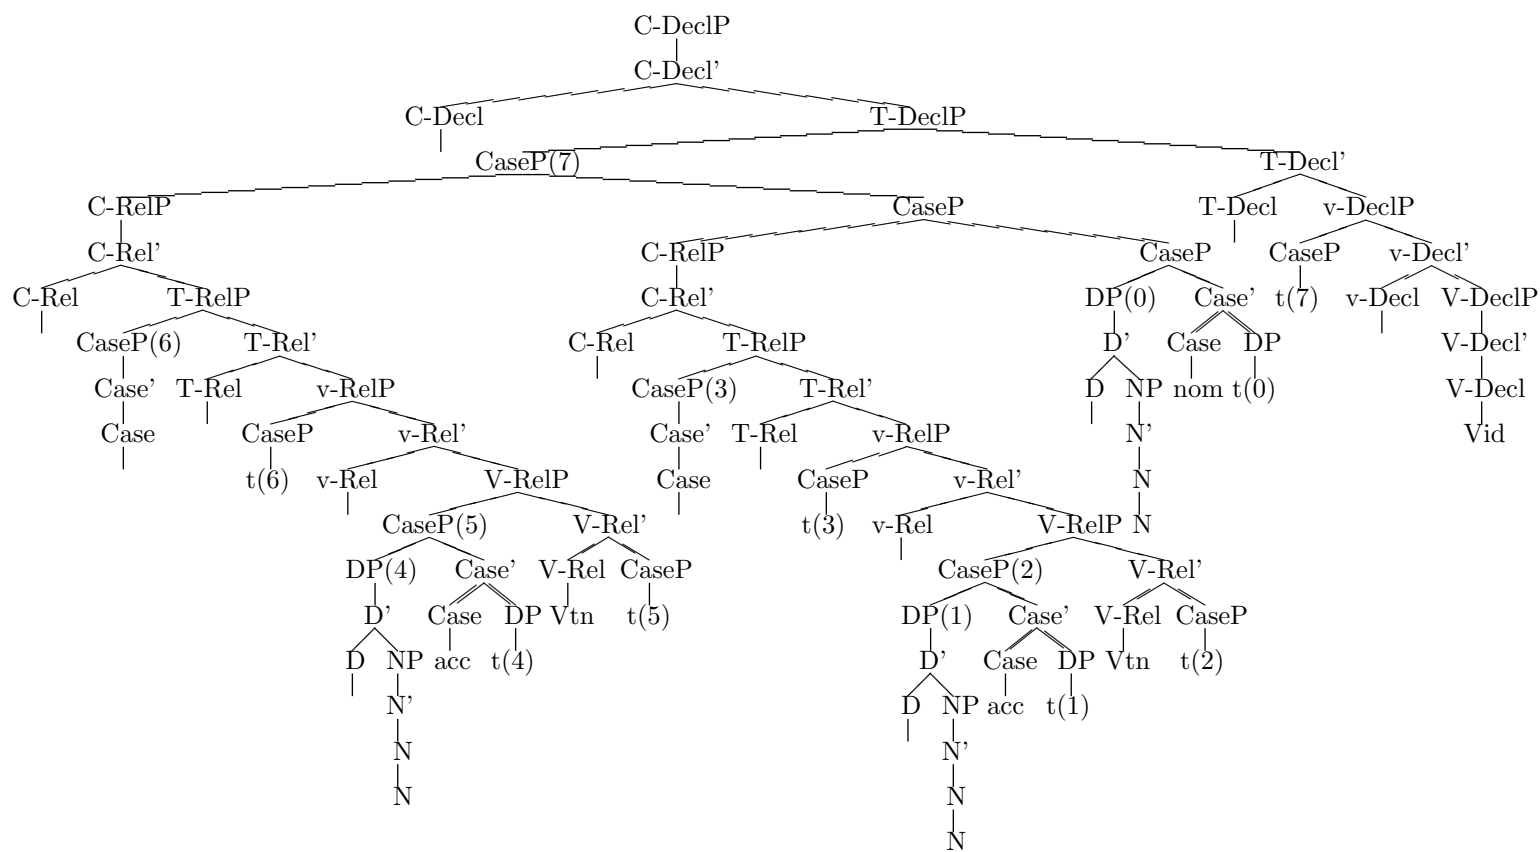 C-DeclP
C-Decl’
C-Decl T-DeclP
CaseP(7) T-Decl’
C-RelP CaseP T-Decl v-DeclP
C-Rel’ C-RelP CaseP CaseP v-Decl’
C-Rel T-RelP C-Rel’ DP(0) Case’ t(7) v-Decl V-DeclP
CaseP(6) T-Rel’ C-Rel T-RelP D’ Case DP V-Decl’
Case’ T-Rel v-RelP CaseP(3) T-Rel’ D NP nom t(0) V-Decl
Case CaseP v-Rel’ Case’ T-Rel v-RelP N’ Vid
t(6) v-Rel V-RelP Case CaseP v-Rel’ N
CaseP(5) V-Rel’ t(3) v-Rel V-RelP N
DP(4) Case’ V-Rel CaseP CaseP(2) V-Rel’
D’ Case DP Vtn t(5) DP(1) Case’ V-Rel CaseP
D NP acc t(4) D’ Case DP Vtn t(2)
N’ D NP acc t(1)
N N’
N N
N